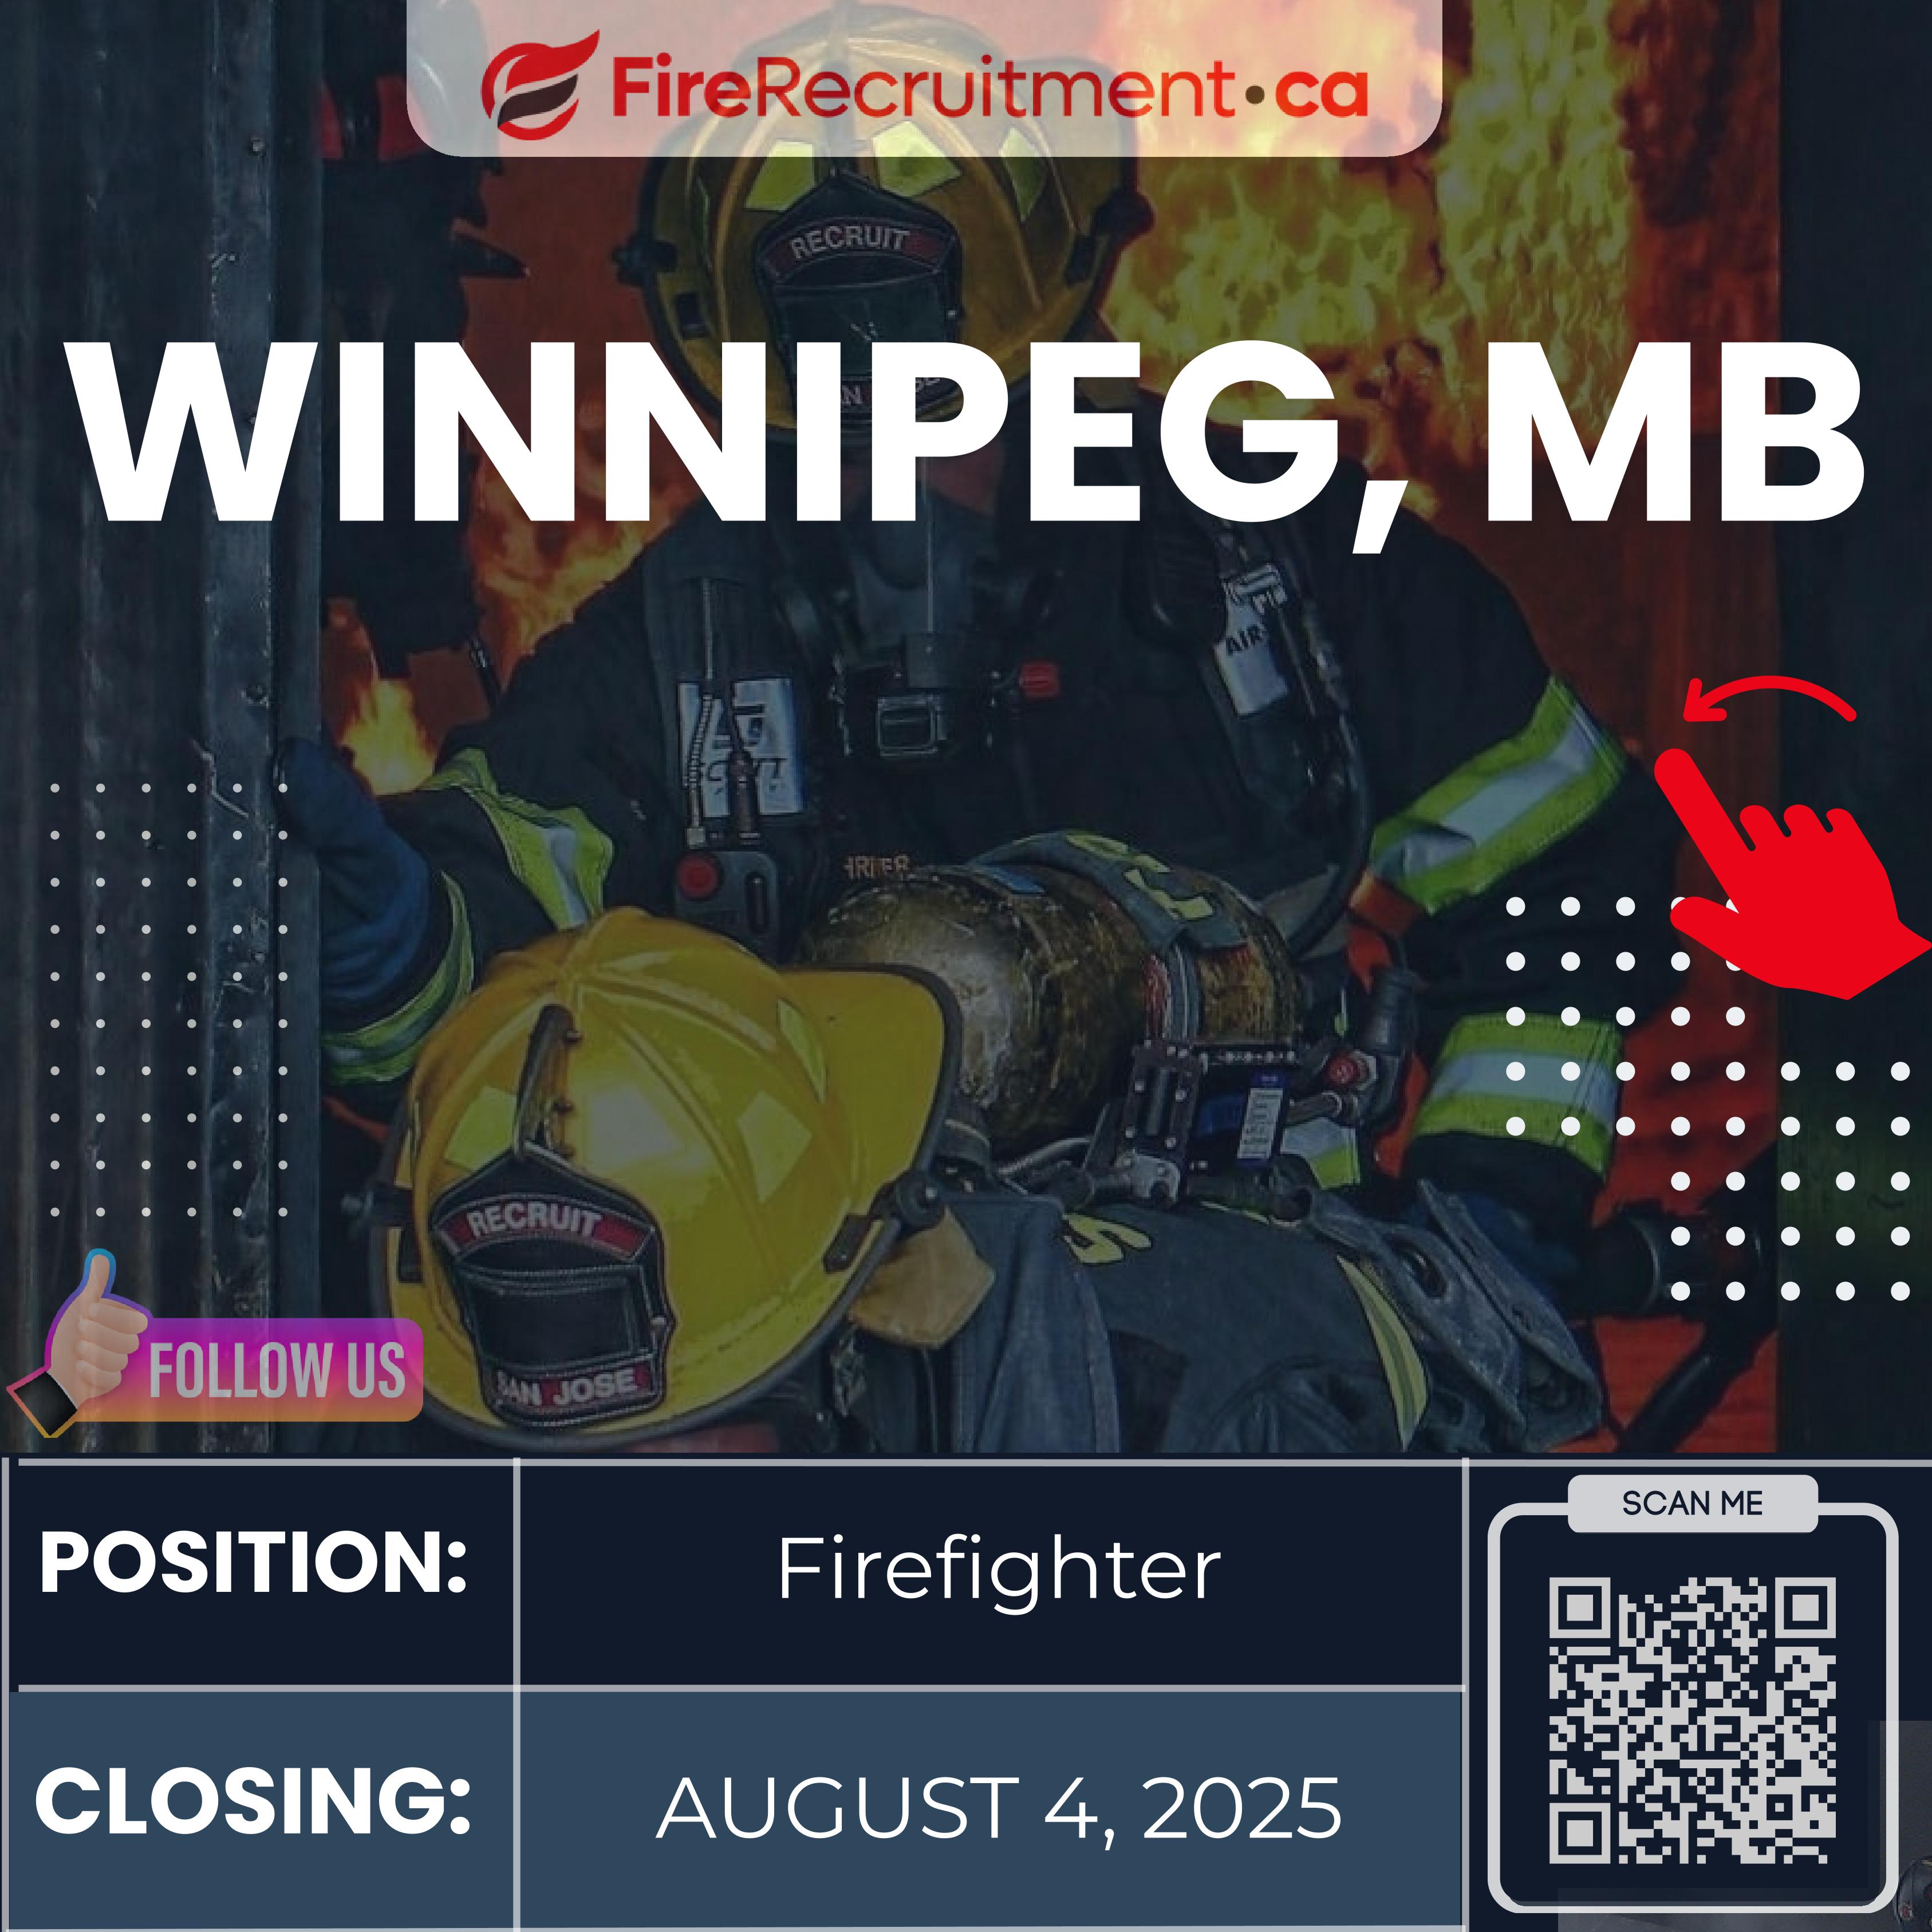 FireRecruitment.ca
RECRUIT
WINNIPEG, MB
AIR
RECRUIT
SAN JOSE
FOLLOW US
POSITION:
Firefighter
SCAN ME
CLOSING:
AUGUST 4, 2025